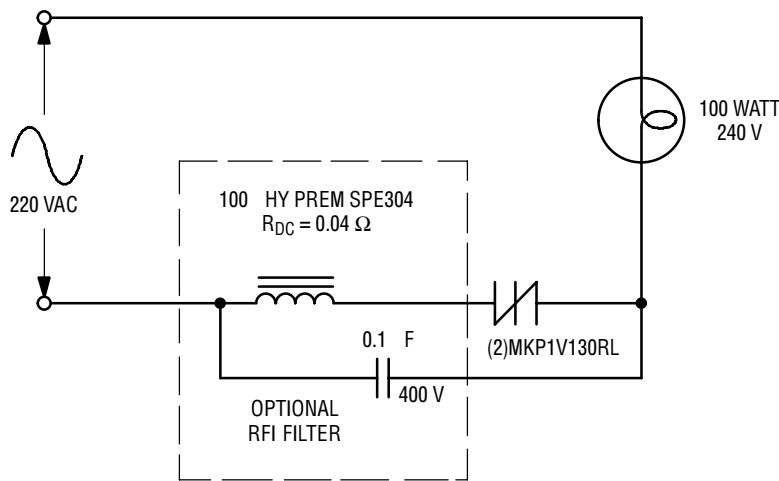 100 WATT
240 V
220 VAC
100 HY PREM SPE304
RDC = 0.04 Ω
(2)MKP1V130RL
0.1 F
400 V
OPTIONAL
RFI FILTER